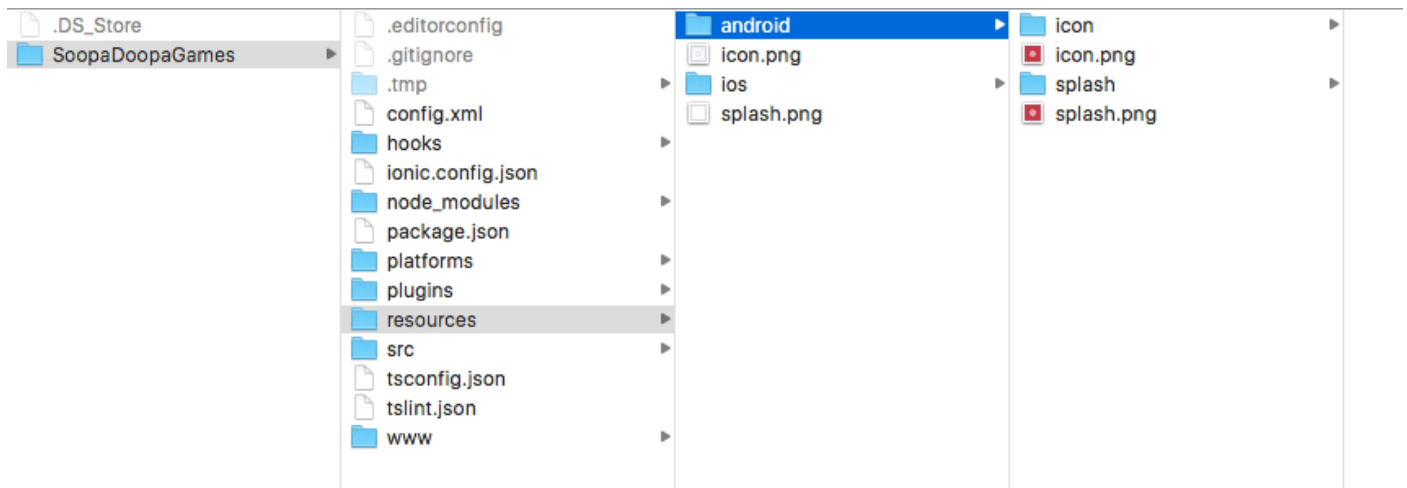 .DS_Store
SoopaDoopaGames
.editorconfig
.gitignore
.tmp
config.xml
hooks
ionic.config.json
node_modules
package.json
platforms
plugins
resources
src
tsconfig.json
tslint.json
www
android
icon.png
ios
splash.png
icon
icon.png
splash
splash.png